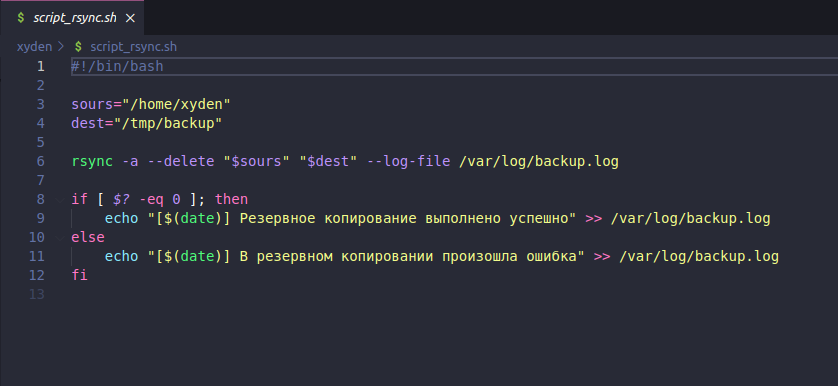 $ script_rsync.sh ×
xyden > $ script_rsync.sh
1 #!/bin/bash
2
3 sours="/home/xyden"
4 dest="/tmp/backup"
5
6 rsync -a --delete "$sours" "$dest" --log-file /var/log/backup.log
7
8 if [ $? -eq 0 ]; then
9 echo "[$(date)] Резервное копирование выполнено успешно" >> /var/log/backup.log
10 else
11 echo "[$(date)] В резервном копировании произошла ошибка" >> /var/log/backup.log
12 fi
13